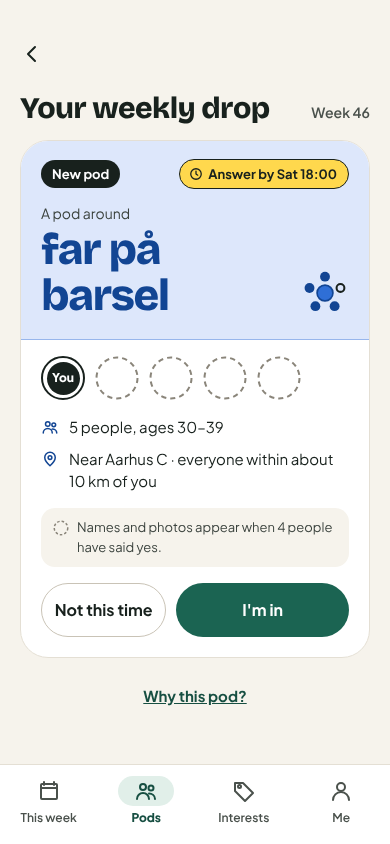 Your weekly drop
Week 46
New pod
Answer by Sat 18:00
A pod around
far på
barsel
You
5 people, ages 30–39
Near Aarhus C · everyone within about
10 km of you
Names and photos appear when 4 people
have said yes.
Not this time
I'm in
Why this pod?
This week
Pods
Interests
Me